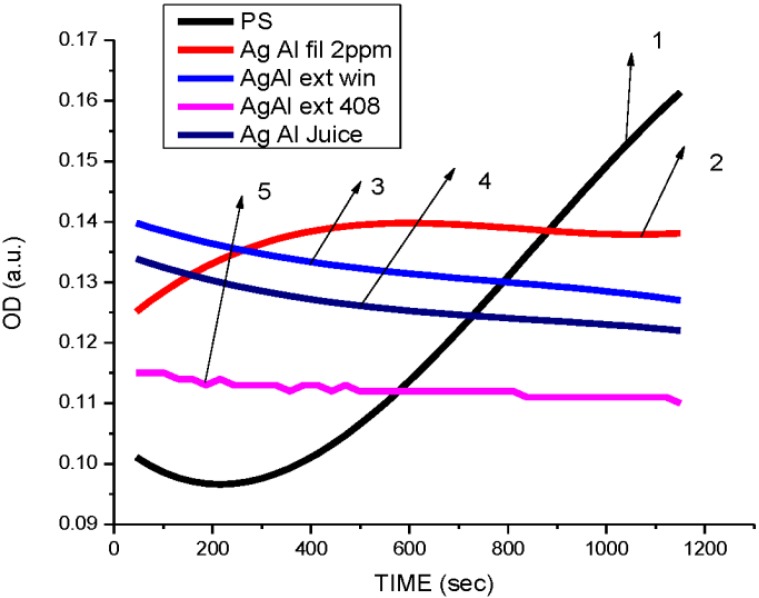 PS
Ag Al fil 2ppm
AgAl ext win
AgAl ext 408
Ag Al Juice
0.17
0.16
0.15
0.14
0.13
0.12
0.11
0.10
0.09
OD (a.u.)
1
2
3
4
5
0 200 400 600 800 1000 1200
TIME (sec)